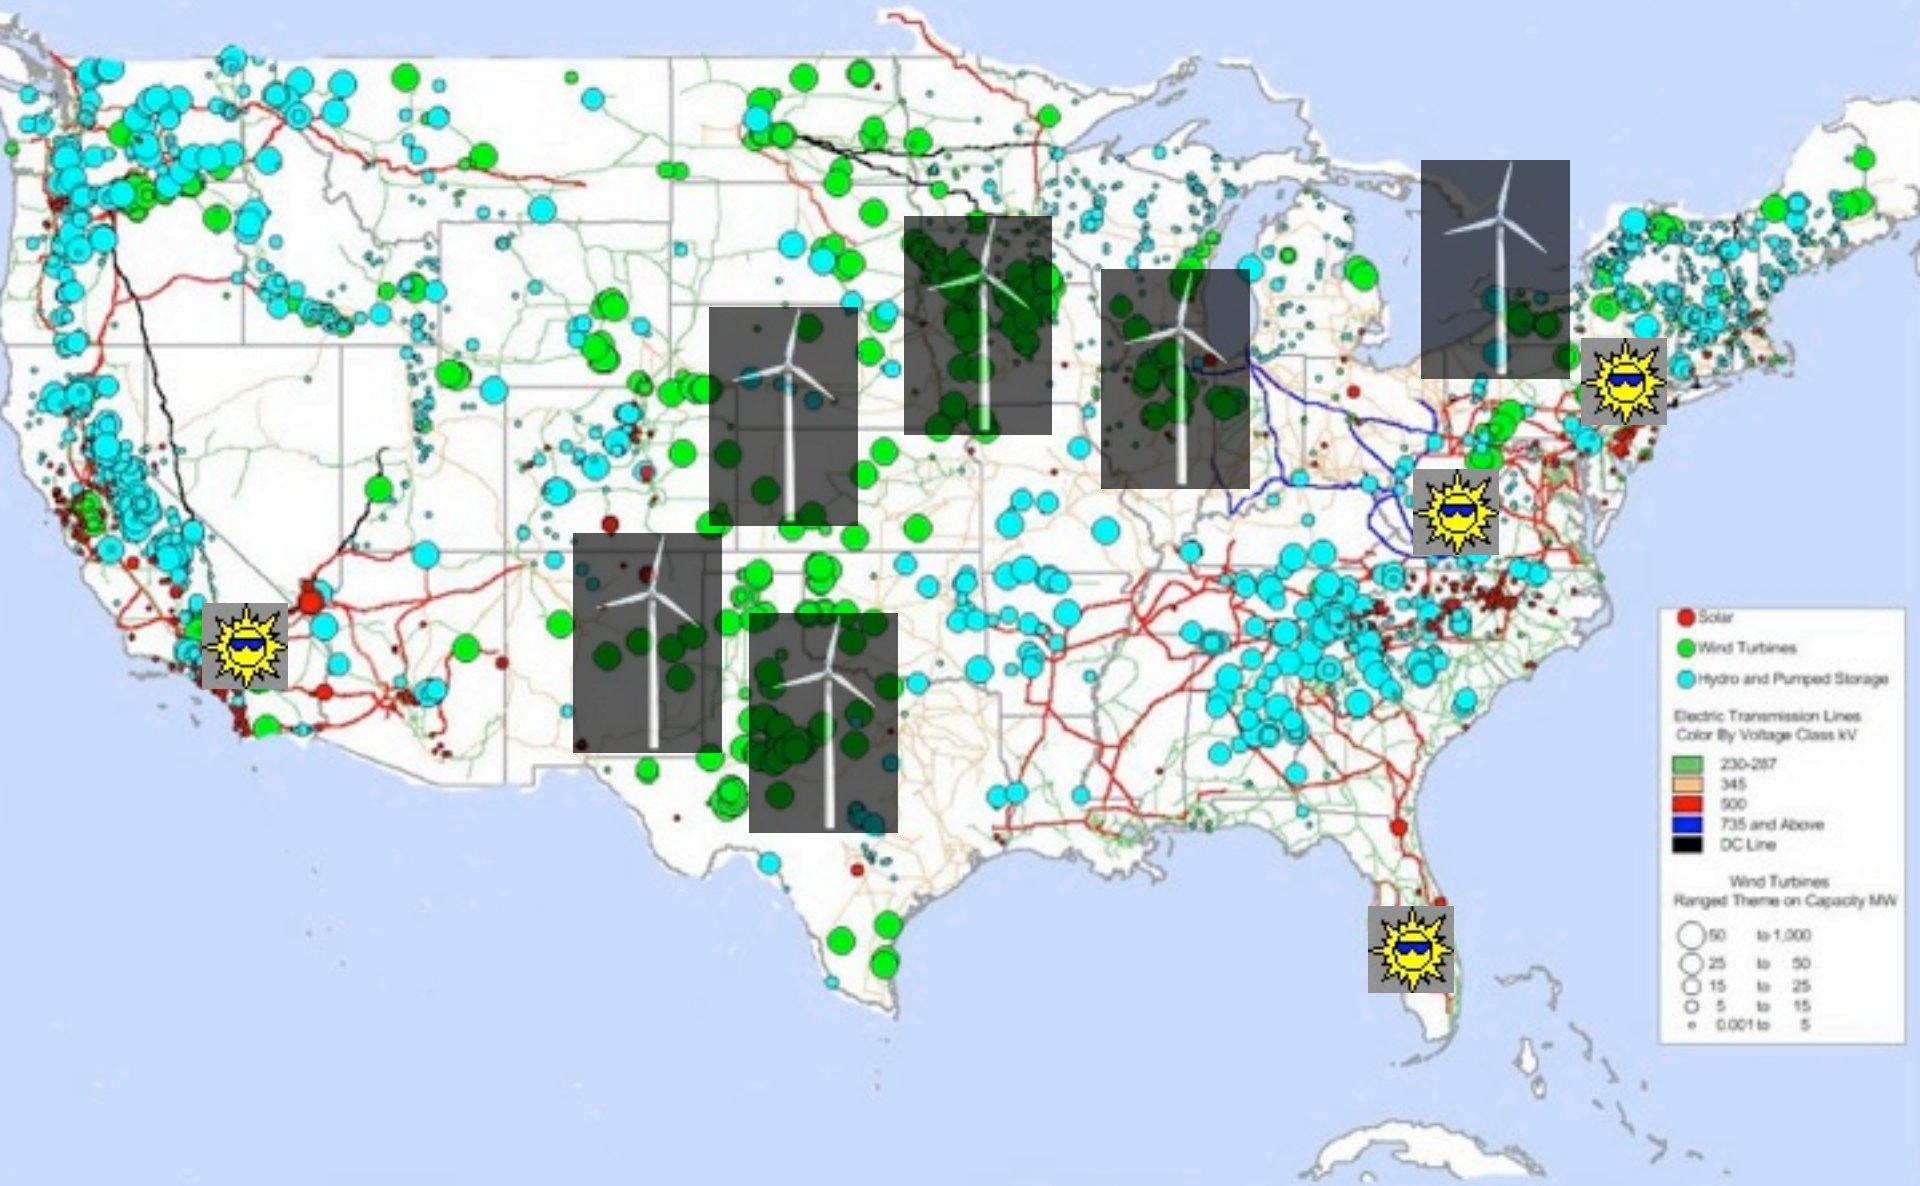 Solar
Wind Turbines
Hydro and Pumped Storage
Electric Transmission Lines
Color By Voltage Class kV
230-287
345
500
735 and Above
DC Line
Wind Turbines
Ranged Theme on Capacity MW
50 to 1,000
25 to 50
15 to 25
5 to 15
0.001 to 5